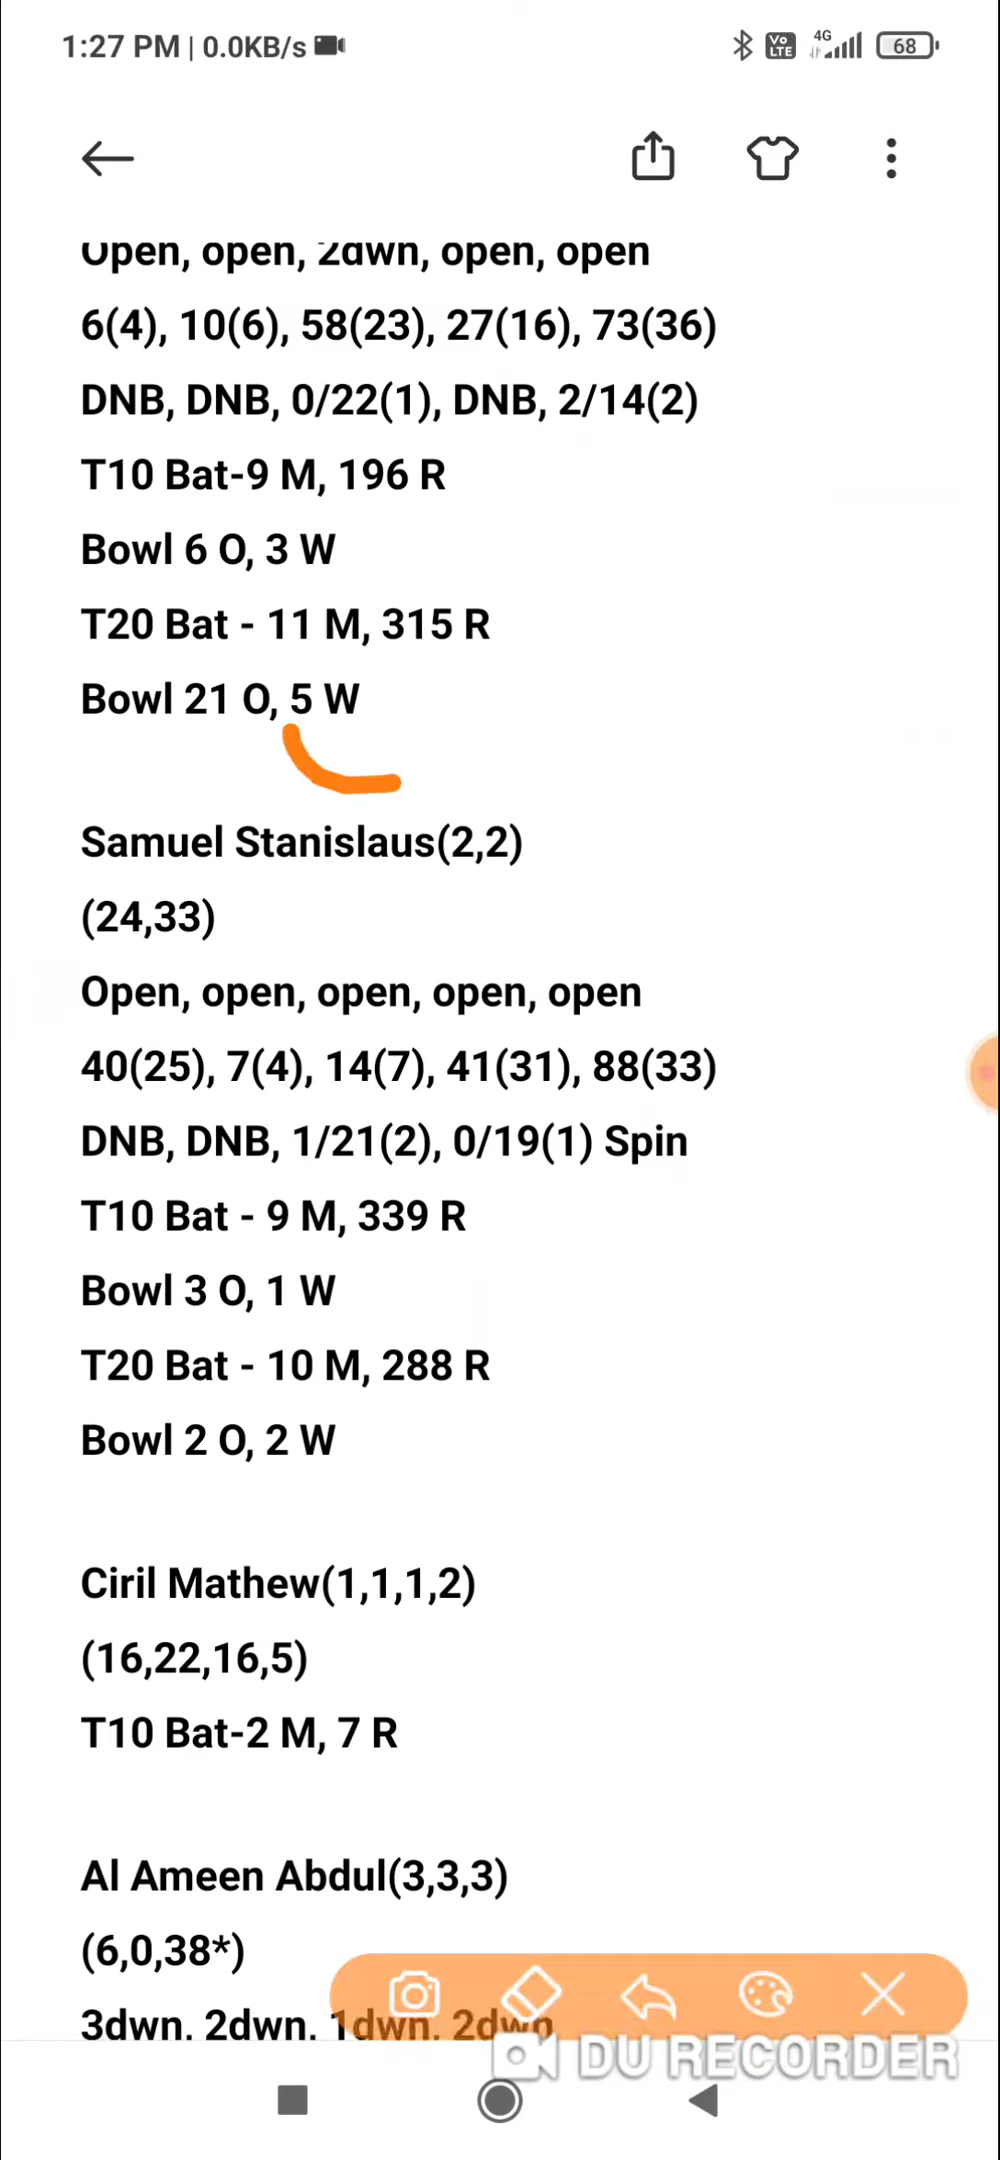 1:27 PM | 0.0KB/s
Vo LTE 4G 68
Open, open, 2dwn, open, open
6(4), 10(6), 58(23), 27(16), 73(36)
DNB, DNB, 0/22(1), DNB, 2/14(2)
T10 Bat-9 M, 196 R
Bowl 6 O, 3 W
T20 Bat - 11 M, 315 R
Bowl 21 O, 5 W
Samuel Stanislaus(2,2)
(24,33)
Open, open, open, open, open
40(25), 7(4), 14(7), 41(31), 88(33)
DNB, DNB, 1/21(2), 0/19(1) Spin
T10 Bat - 9 M, 339 R
Bowl 3 O, 1 W
T20 Bat - 10 M, 288 R
Bowl 2 O, 2 W
Ciril Mathew(1,1,1,2)
(16,22,16,5)
T10 Bat-2 M, 7 R
Al Ameen Abdul(3,3,3)
(6,0,38*)
3dwn, 2dwn, 1dwn, 2dwn
DU RECORDER